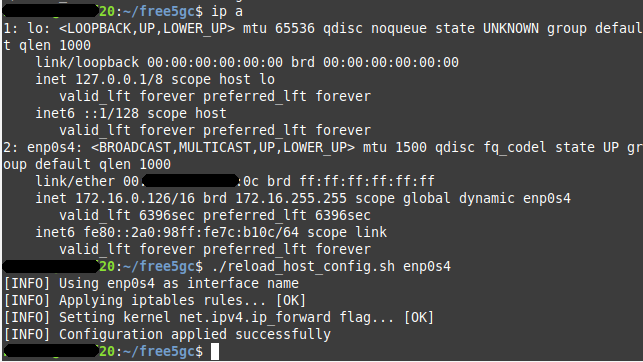 20:~/free5gc$ ip a
1: lo: <LOOPBACK,UP,LOWER_UP> mtu 65536 qdisc noqueue state UNKNOWN group defaul
t qlen 1000
link/loopback 00:00:00:00:00:00 brd 00:00:00:00:00:00
inet 127.0.0.1/8 scope host lo
valid_lft forever preferred_lft forever
inet6 ::1/128 scope host
valid_lft forever preferred_lft forever
2: enp0s4: <BROADCAST,MULTICAST,UP,LOWER_UP> mtu 1500 qdisc fq_codel state UP gr
oup default qlen 1000
link/ether 00:0c brd ff:ff:ff:ff:ff:ff
inet 172.16.0.126/16 brd 172.16.255.255 scope global dynamic enp0s4
valid_lft 6396sec preferred_lft 6396sec
inet6 fe80::2a0:98ff:fe7c:b10c/64 scope link
valid_lft forever preferred_lft forever
20:~/free5gc$ ./reload_host_config.sh enp0s4
[INFO] Using enp0s4 as interface name
[INFO] Applying iptables rules... [OK]
[INFO] Setting kernel net.ipv4.ip_forward flag... [OK]
[INFO] Configuration applied successfully
20:~/free5gc$